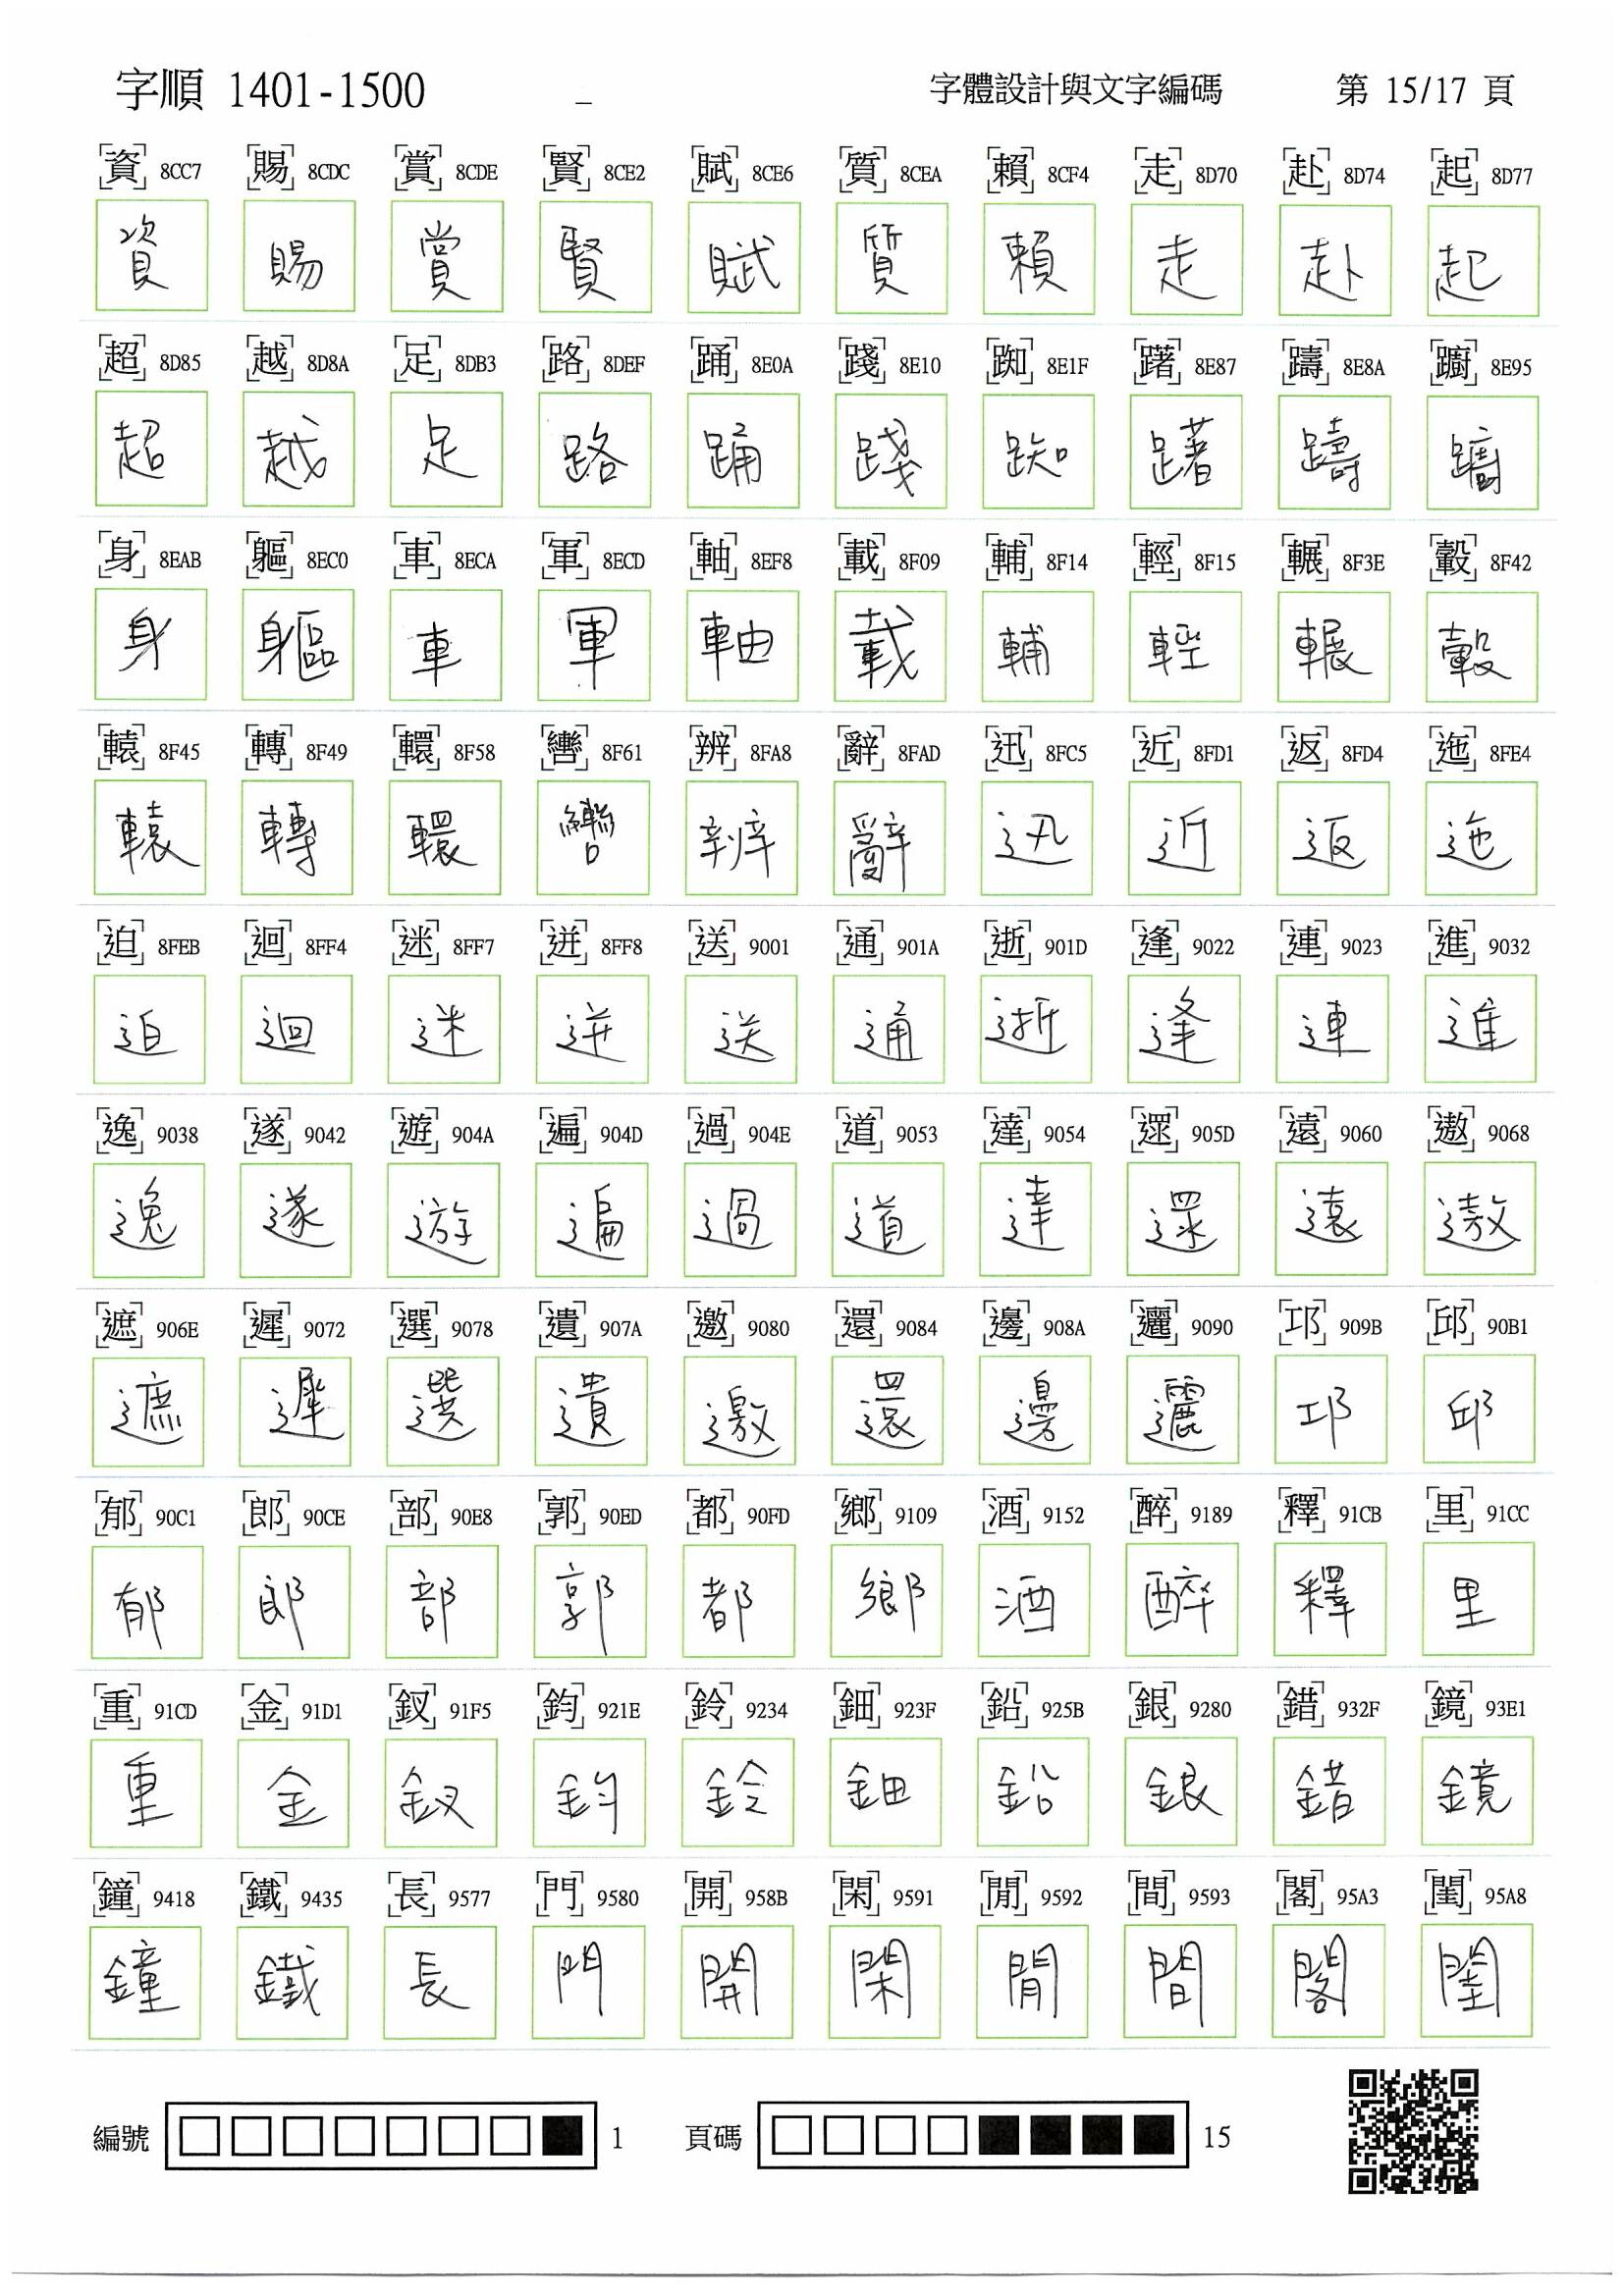 字順 1401-1500 _ 字體設計與文字編碼 第 15/17 頁
資 8CC7 賜 8CDC 賞 8CDE 賢 8CE2 賦 8CE6 質 8CEA 賴 8CF4 走 8D70 赴 8D74 起 8D77
資 賜 賞 賢 賦 質 賴 走 赴 起
超 8D85 越 8D8A 足 8DB3 路 8DEF 踊 8E0A 踐 8E10 踟 8E1F 躇 8E87 躊 8E8A 躕 8E95
超 越 足 路 踊 踐 踟 躇 躊 躕
身 8EAB 軀 8EC0 車 8ECA 軍 8ECD 軸 8EF8 載 8F09 輔 8F14 輕 8F15 輾 8F3E 轂 8F42
身 軀 車 軍 軸 載 輔 輕 輾 轂
轅 8F45 轉 8F49 轘 8F58 轡 8F61 辨 8FA8 辭 8FAD 迅 8FC5 近 8FD1 返 8FD4 迤 8FE4
轅 轉 轘 轡 辨 辭 迅 近 返 迤
迫 8FEB 迴 8FF4 迷 8FF7 迸 8FF8 送 9001 通 901A 逝 901D 逢 9022 連 9023 進 9032
迫 迴 迷 迸 送 通 逝 逢 連 進
逸 9038 遂 9042 遊 904A 遍 904D 過 904E 道 9053 達 9054 遝 905D 遠 9060 遨 9068
逸 遂 遊 遍 過 道 達 遝 遠 遨
遮 906E 遲 9072 選 9078 遺 907A 邀 9080 還 9084 邊 908A 邐 9090 邛 909B 邱 90B1
遮 遲 選 遺 邀 還 邊 邐 邛 邱
郁 90C1 郎 90CE 部 90E8 郭 90ED 都 90FD 鄉 9109 酒 9152 醉 9189 釋 91CB 里 91CC
郁 郎 部 郭 都 鄉 酒 醉 釋 里
重 91CD 金 91D1 釵 91F5 鈞 921E 鈴 9234 鈿 923F 鉛 925B 銀 9280 錯 932F 鏡 93E1
重 金 釵 鈞 鈴 鈿 鉛 銀 錯 鏡
鐘 9418 鐵 9435 長 9577 門 9580 開 958B 閑 9591 閒 9592 間 9593 閣 95A3 閨 95A8
鐘 鐵 長 門 開 閑 閒 間 閣 閨
編號 1 頁碼 15